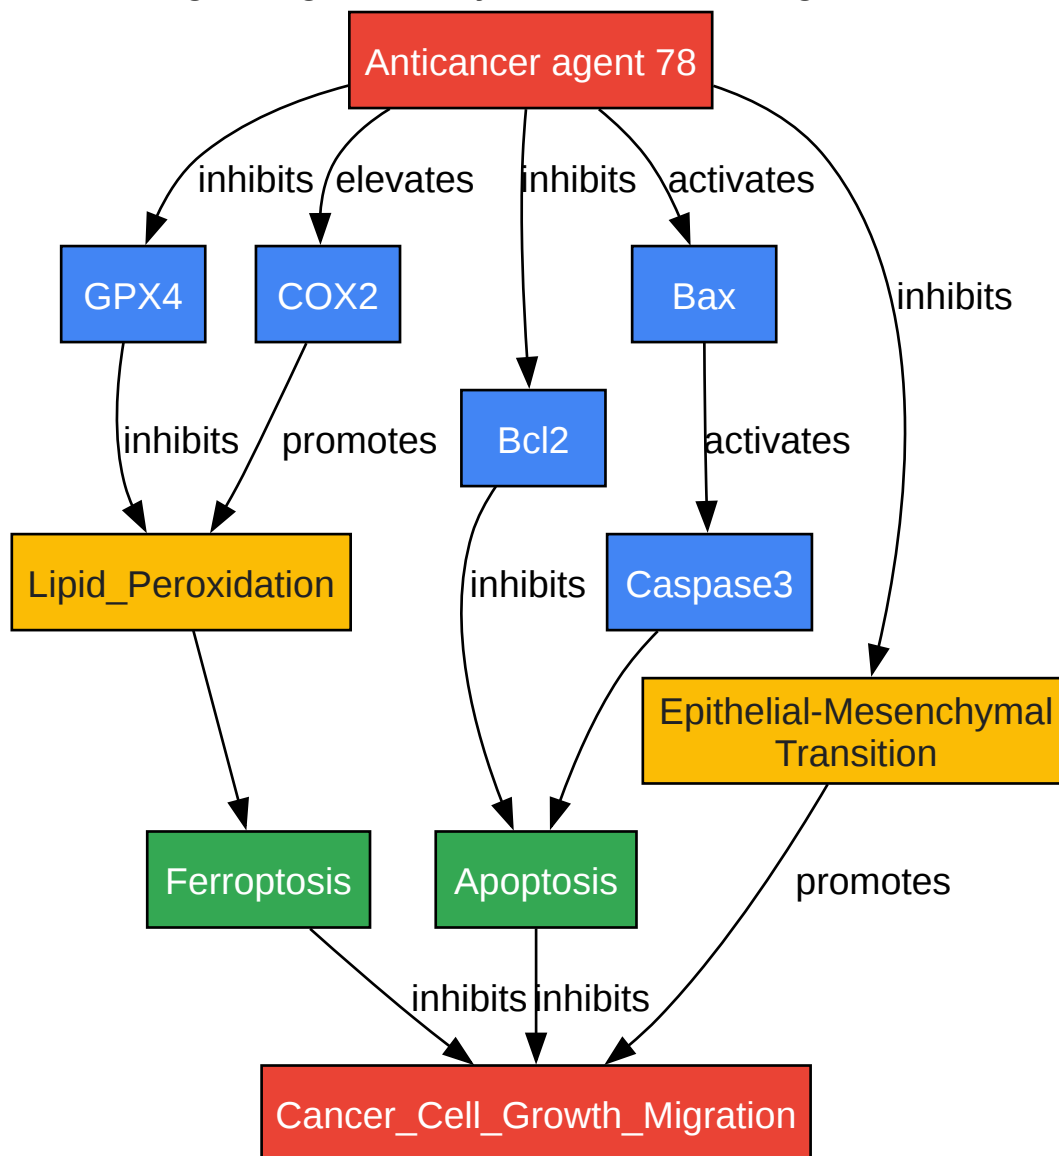 Anticancer agent 78
inhibits
elevates
inhibits
activates
GPX4
COX2
Bax
inhibits
inhibits
promotes
Bcl2
activates
Lipid_Peroxidation
inhibits
Caspase3
Epithelial-Mesenchymal
Transition
Ferroptosis
Apoptosis
promotes
inhibits
inhibits
Cancer_Cell_Growth_Migration